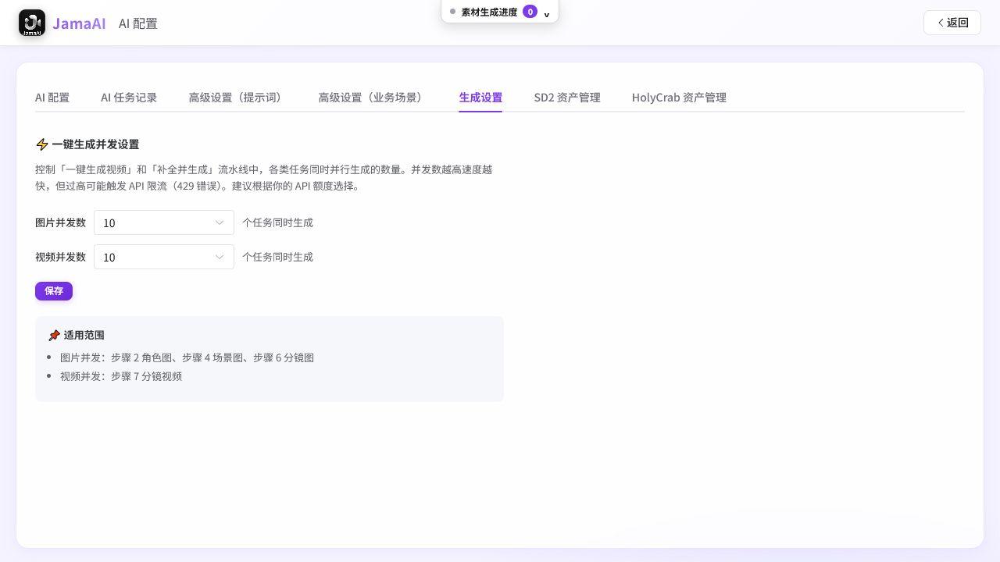 JamaAI
JamaAI
AI 配置
素材生成进度 0 v
返回
AI 配置
AI 任务记录
高级设置（提示词）
高级设置（业务场景）
生成设置
SD2 资产管理
HolyCrab 资产管理
一键生成并发设置
控制「一键生成视频」和「补全并生成」流水线中，各类任务同时并行生成的数量。并发数越高速度越
快，但过高可能触发 API 限流（429 错误）。建议根据你的 API 额度选择。
图片并发数 10 个任务同时生成
视频并发数 10 个任务同时生成
保存
适用范围
图片并发：步骤 2 角色图、步骤 4 场景图、步骤 6 分镜图
视频并发：步骤 7 分镜视频